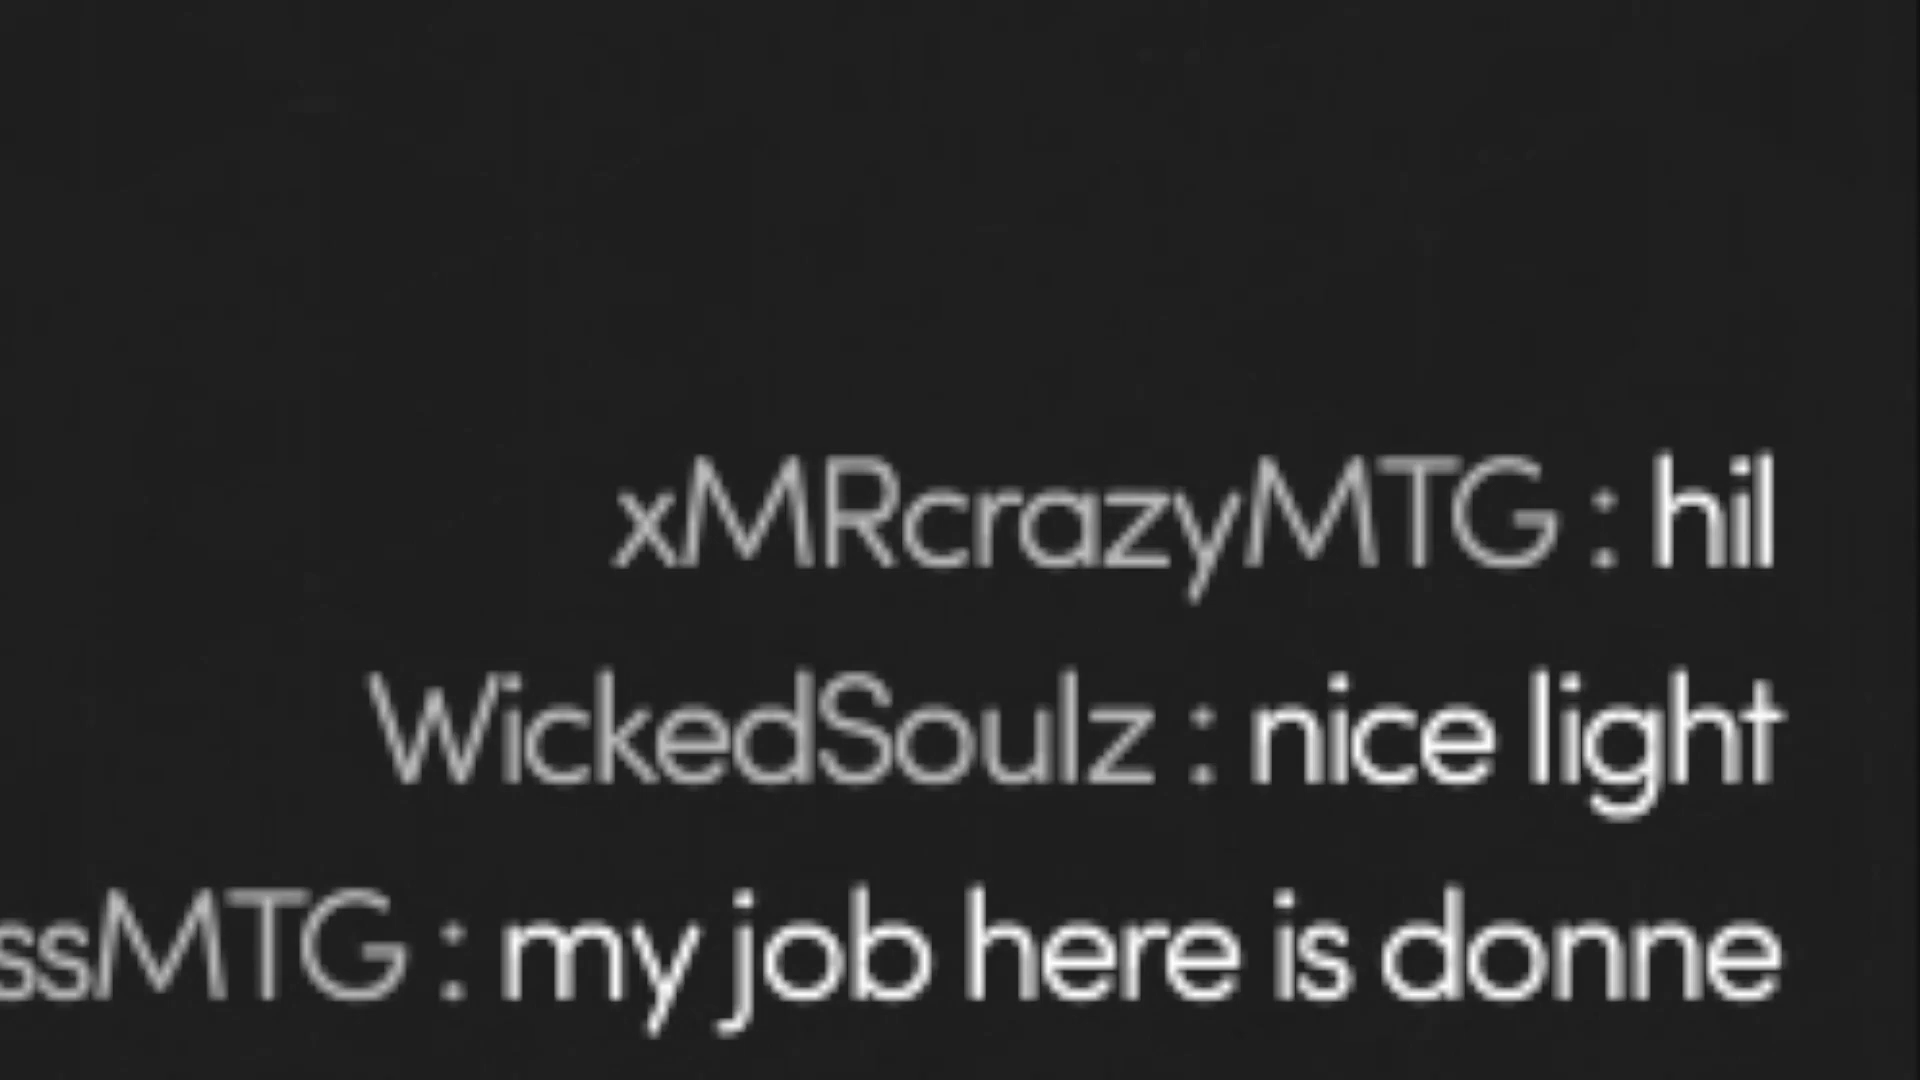 xMRcrazyMTG : hil
WickedSoulz : nice light
ssMTG : my job here is donne